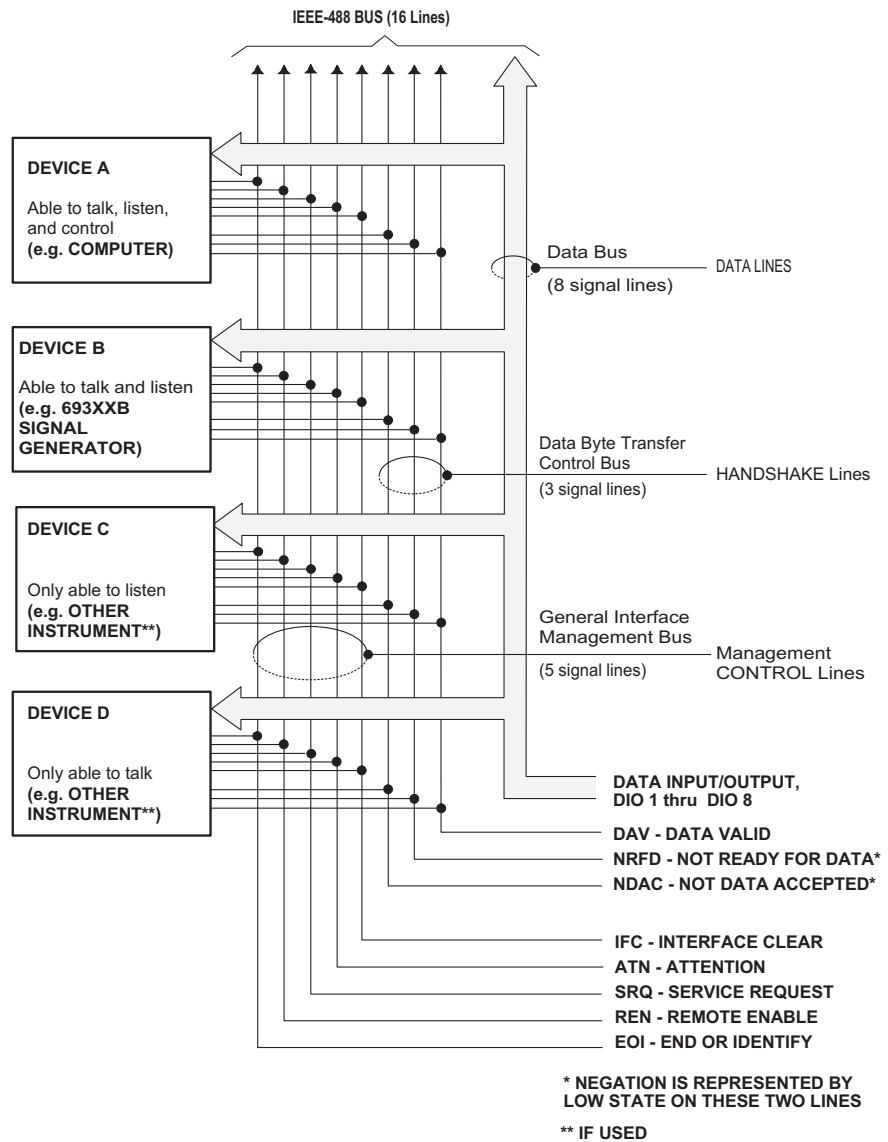 IEEE-488 BUS (16 Lines)
DEVICE A
Able to talk, listen,
and control
(e.g. COMPUTER)
Data Bus
(8 signal lines)
DATA LINES
DEVICE B
Able to talk and listen
(e.g. 693XXB
SIGNAL
GENERATOR)
Data Byte Transfer
Control Bus
(3 signal lines)
HANDSHAKE Lines
DEVICE C
Only able to listen
(e.g. OTHER
INSTRUMENT**)
General Interface
Management Bus
(5 signal lines)
Management
CONTROL Lines
DEVICE D
Only able to talk
(e.g. OTHER
INSTRUMENT**)
DATA INPUT/OUTPUT,
DIO 1 thru DIO 8
DAV - DATA VALID
NRFD - NOT READY FOR DATA*
NDAC - NOT DATA ACCEPTED*
IFC - INTERFACE CLEAR
ATN - ATTENTION
SRQ - SERVICE REQUEST
REN - REMOTE ENABLE
EOI - END OR IDENTIFY
* NEGATION IS REPRESENTED BY
LOW STATE ON THESE TWO LINES
** IF USED